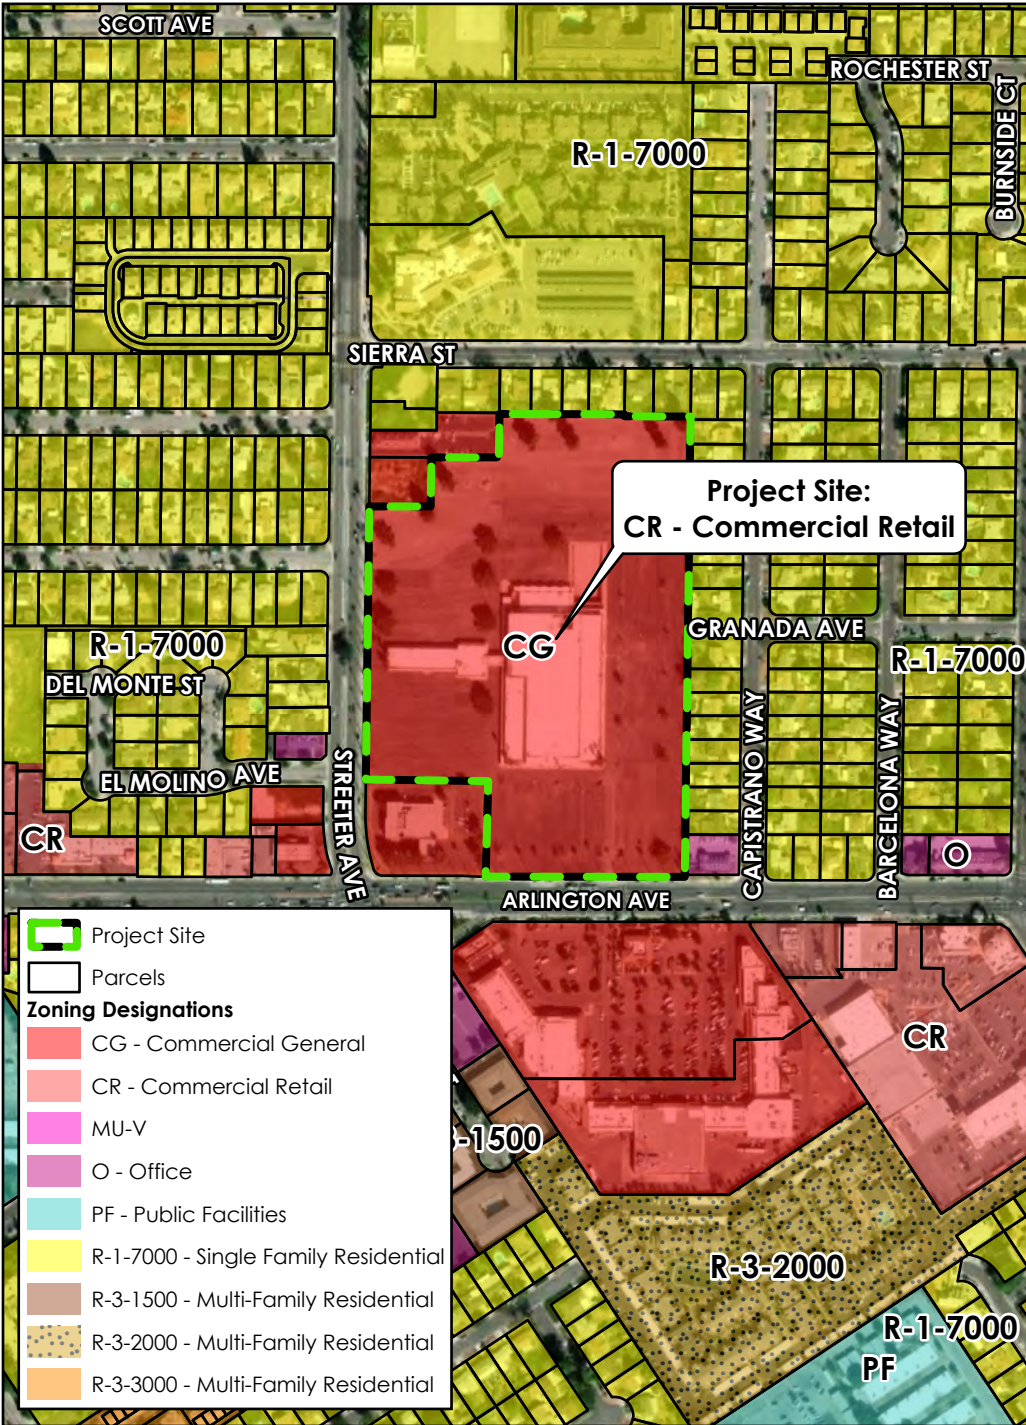 SCOTT AVE
ROCHESTER ST
BURNSIDE CT
R-1-7000
SIERRA ST
Project Site:
CR - Commercial Retail
CG
GRANADA AVE
R-1-7000
R-1-7000
DEL MONTE ST
EL MOLINO AVE
STREETER AVE
CAPISTRANO WAY
BARCELONA WAY
CR
O
ARLINGTON AVE
Project Site
Parcels
Zoning Designations
CG - Commercial General
CR - Commercial Retail
MU-V
O - Office
PF - Public Facilities
R-1-7000 - Single Family Residential
R-3-1500 - Multi-Family Residential
R-3-2000 - Multi-Family Residential
R-3-3000 - Multi-Family Residential
CR
-1500
R-3-2000
R-1-7000
PF